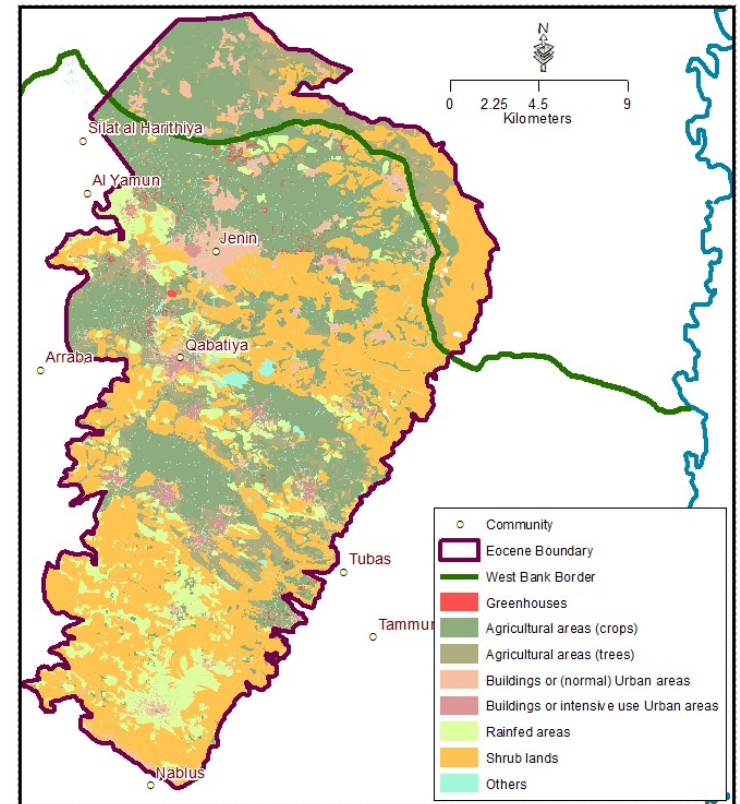 N
0 2.25 4.5 9
Kilometers
Silat al Harithiya
Al Yamun
Jenin
Qabatiya
Arraba
Tubas
Tammu
Nablus
Community
Eocene Boundary
West Bank Border
Greenhouses
Agricultural areas (crops)
Agricultural areas (trees)
Buildings or (normal) Urban areas
Buildings or intensive use Urban areas
Rainfed areas
Shrub lands
Others